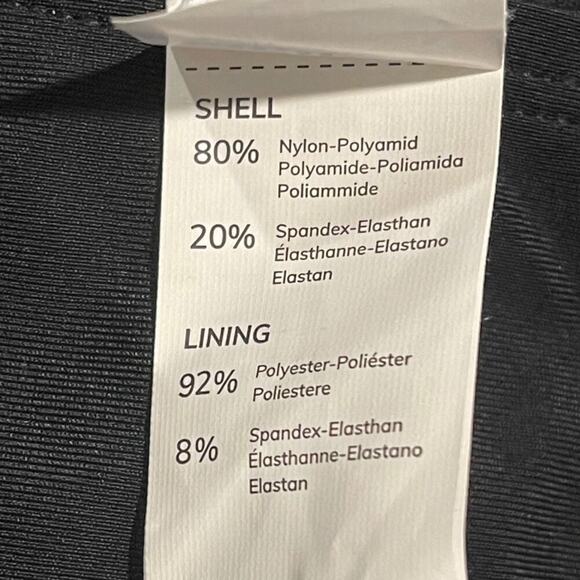 SHELL
80% Nylon-Polyamid
Polyamide-Poliamida
Poliammide
20% Spandex-Elasthan
Élasthanne-Elastano
Elastan
LINING
92% Polyester-Poliéster
Poliestere
8% Spandex-Elasthan
Élasthanne-Elastano
Elastan